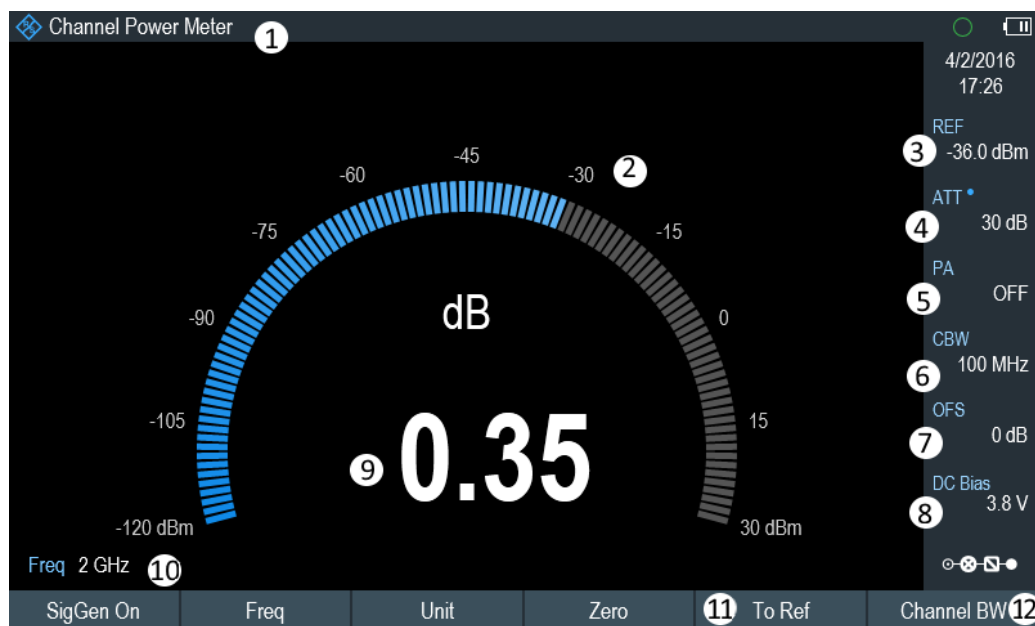 Channel Power Meter
1
4/2/2016
17:26
REF
3 -36.0 dBm
ATT
4 30 dB
PA
5 OFF
CBW
6 100 MHz
OFS
7 0 dB
DC Bias
8 3.8 V
-45
-60 -30 2
-75 -15
-90 dB 0
-105 15
9 0.35
-120 dBm 30 dBm
Freq 2 GHz 10
SigGen On Freq Unit Zero 11 To Ref Channel BW 12